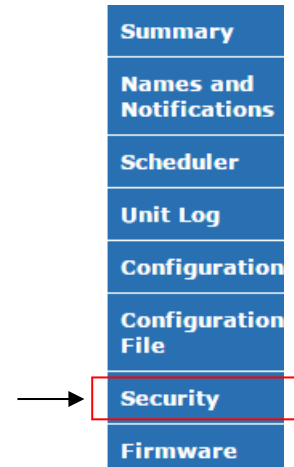 Summary
Names and
Notifications
Scheduler
Unit Log
Configuration
Configuration
File
Security
Firmware